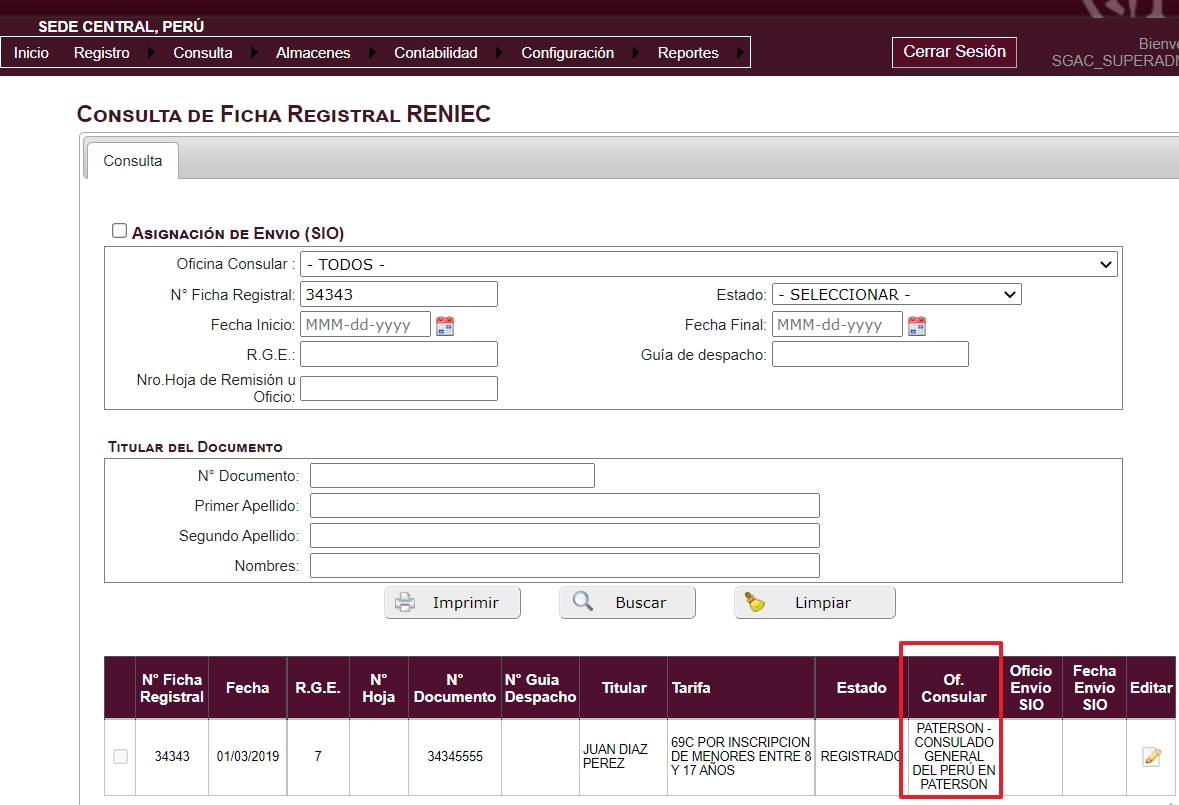 SEDE CENTRAL, PERÚ
Inicio Registro Consulta Almacenes Contabilidad Configuración Reportes
Cerrar Sesión
Bienve
SGAC_SUPERADM
CONSULTA DE FICHA REGISTRAL RENIEC
Consulta
ASIGNACIÓN DE ENVIO (SIO)
Oficina Consular : - TODOS -
N° Ficha Registral: 34343 Estado: - SELECCIONAR -
Fecha Inicio: MMM-dd-yyyy Fecha Final: MMM-dd-yyyy
R.G.E.: Guía de despacho:
Nro.Hoja de Remisión u
Oficio:
TITULAR DEL DOCUMENTO
N° Documento:
Primer Apellido:
Segundo Apellido:
Nombres:
Imprimir Buscar Limpiar
N° Ficha
Registral
Fecha
R.G.E.
N°
Hoja
N°
Documento
N° Guia
Despacho
Titular
Tarifa
Estado
Of.
Consular
Oficio
Envío
SIO
Fecha
Envío
SIO
Editar
34343
01/03/2019
7
34345555
JUAN DIAZ
PEREZ
69C POR INSCRIPCION
DE MENORES ENTRE 8
Y 17 AÑOS
REGISTRADO
PATERSON -
CONSULADO
GENERAL
DEL PERÚ EN
PATERSON